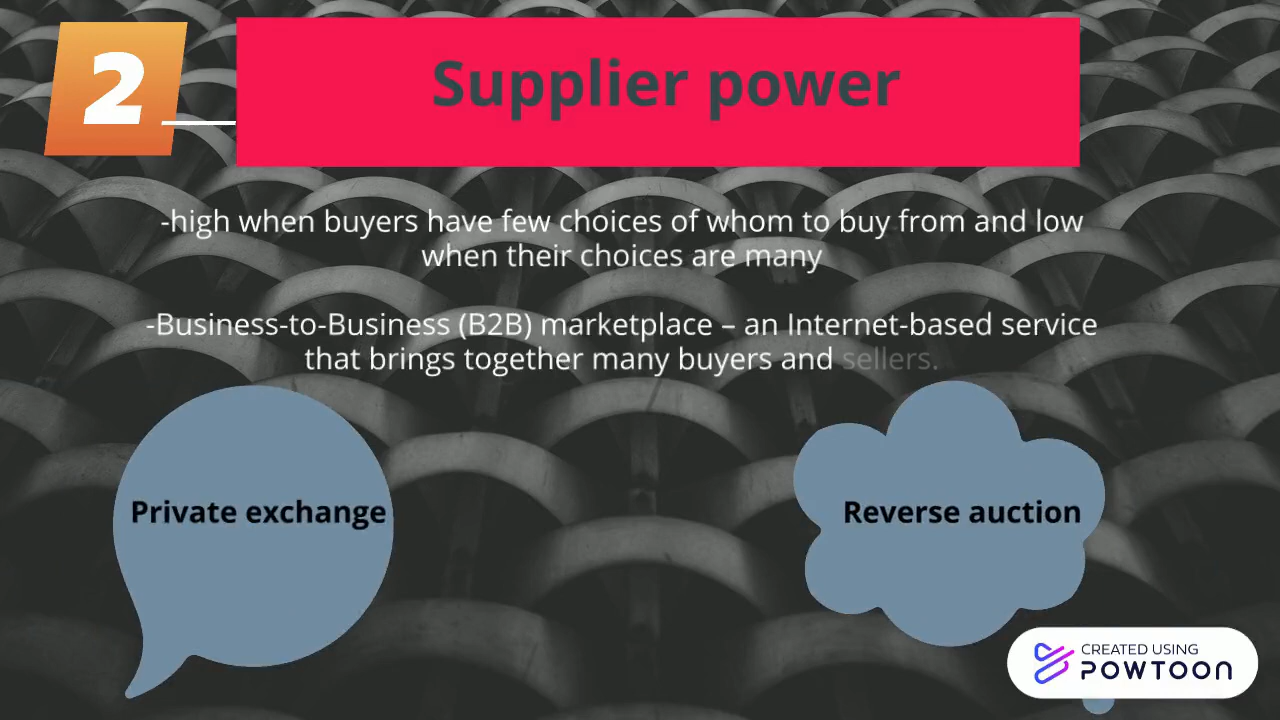 2
Supplier power
-high when buyers have few choices of whom to buy from and low
when their choices are many
-Business-to-Business (B2B) marketplace – an Internet-based service
that brings together many buyers and sellers.
Private exchange
Reverse auction
CREATED USING
POWTOON